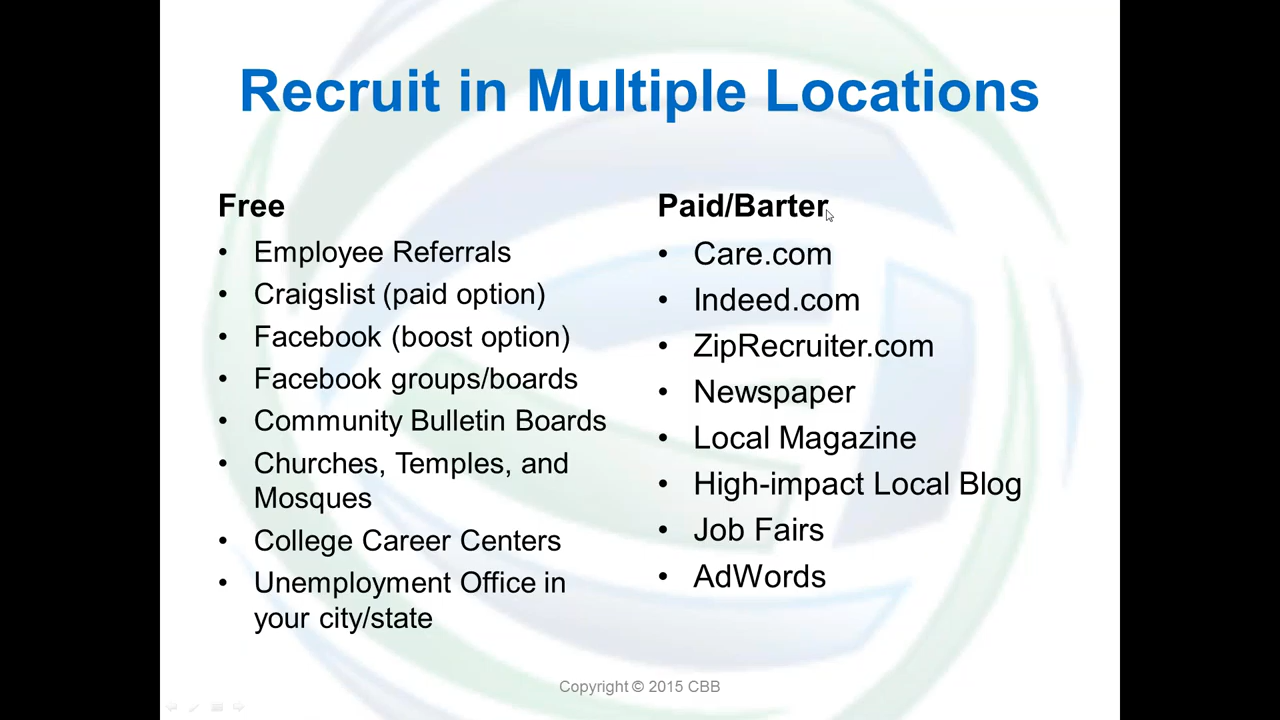 Recruit in Multiple Locations
Free
• Employee Referrals
• Craigslist (paid option)
• Facebook (boost option)
• Facebook groups/boards
• Community Bulletin Boards
• Churches, Temples, and
Mosques
• College Career Centers
• Unemployment Office in
your city/state
Paid/Barter
• Care.com
• Indeed.com
• ZipRecruiter.com
• Newspaper
• Local Magazine
• High-impact Local Blog
• Job Fairs
• AdWords
Copyright © 2015 CBB